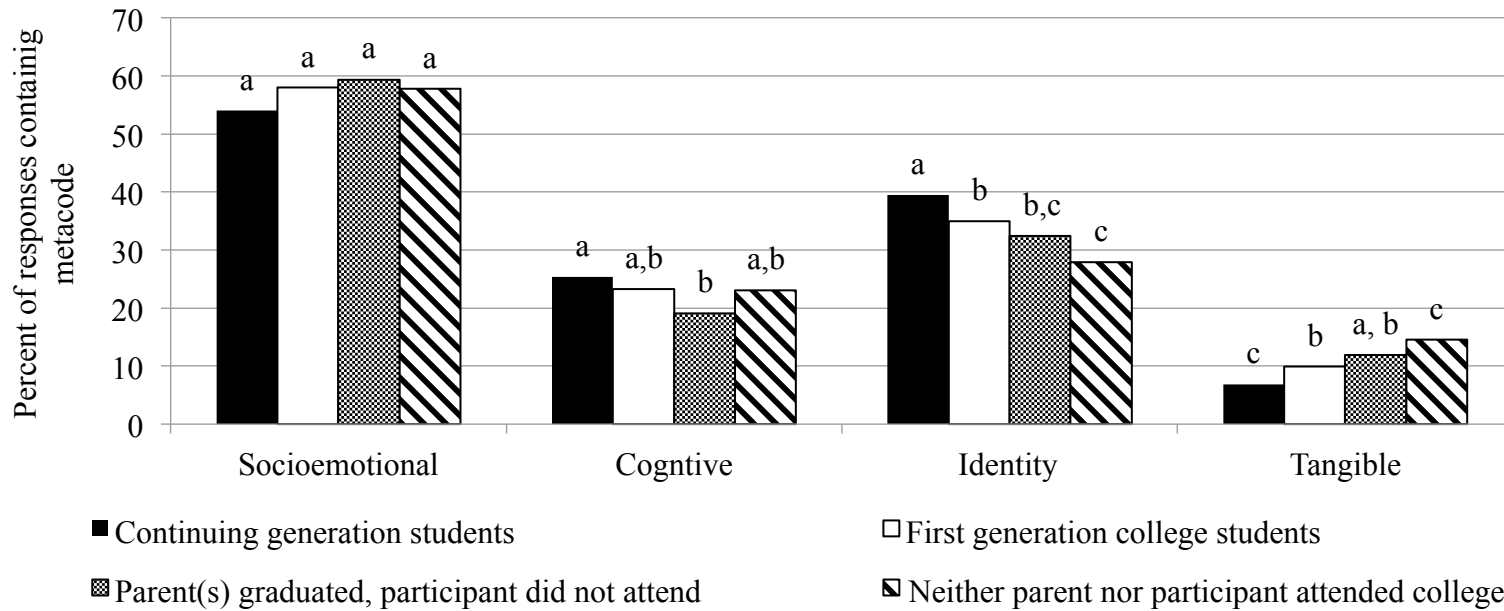 Percent of responses containig
metacode
70
60
50
40
30
20
10
0
a
a
a
a
a
a,b
b
a,b
a
b
b,c
c
c
b
a, b
c
Socioemotional
Cogntive
Identity
Tangible
Continuing generation students
First generation college students
Parent(s) graduated, participant did not attend
Neither parent nor participant attended college